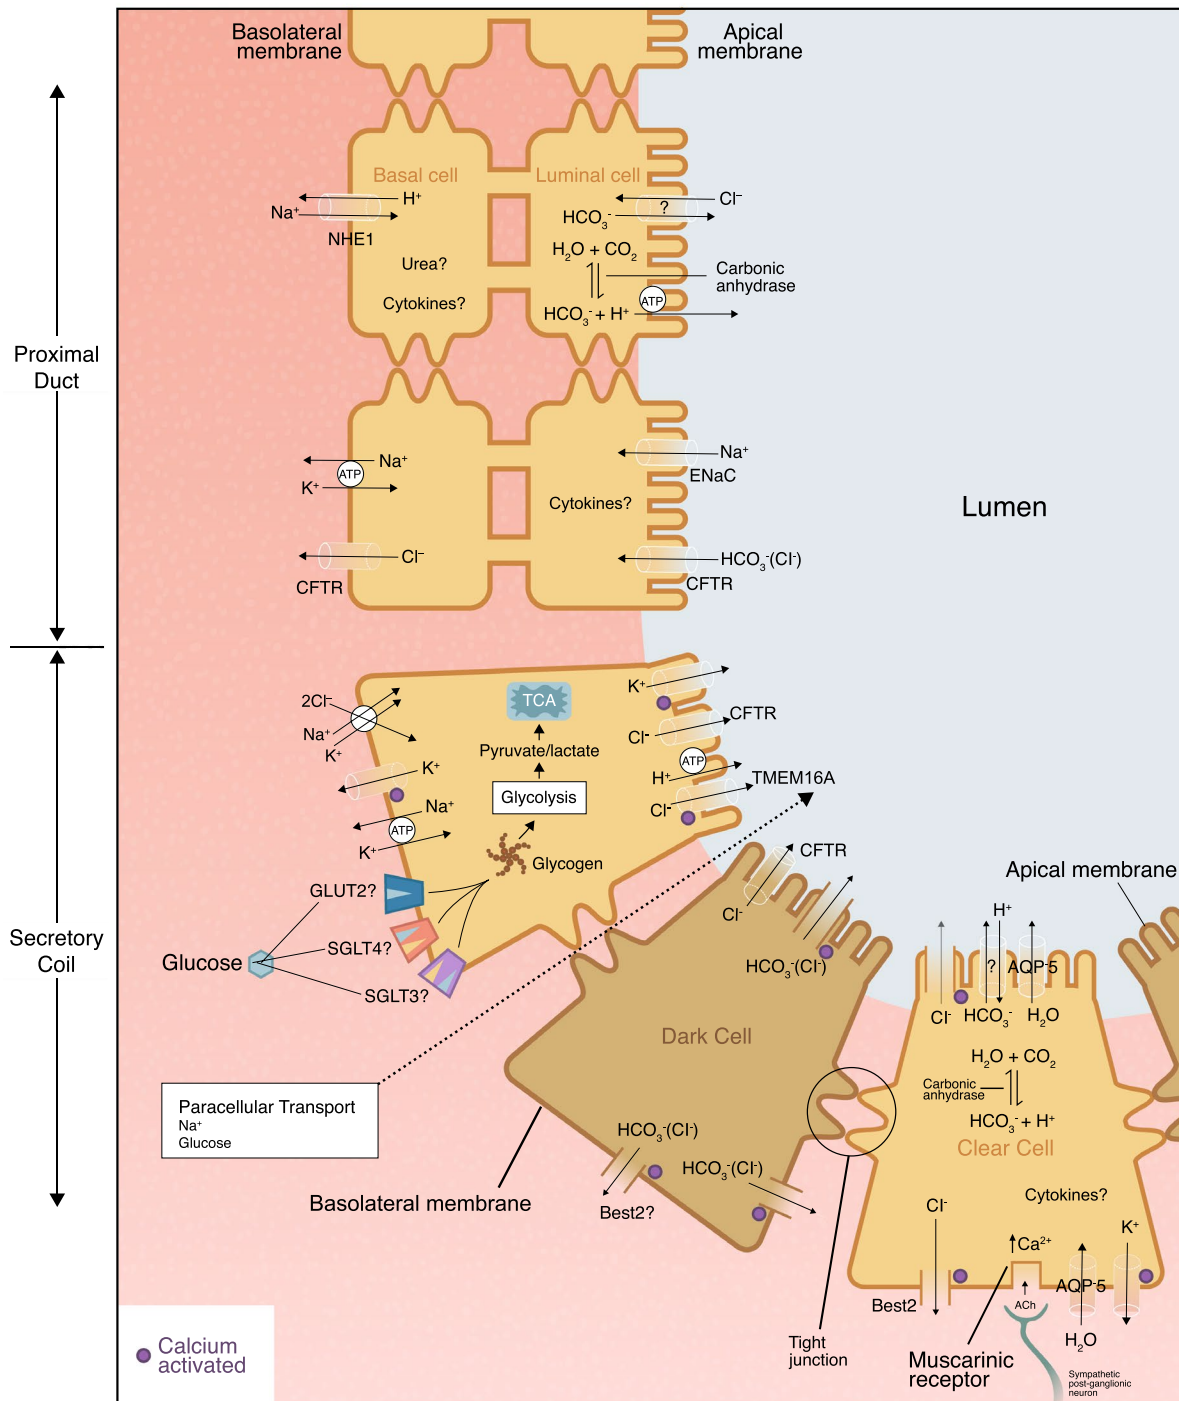 Basolateral
membrane
Apical
membrane
Basal cell
Luminal cell
H⁺
Na⁺
NHE1
Cl⁻
?
HCO₃⁻
H₂O + CO₂
Urea?
Cytokines?
Carbonic
anhydrase
HCO₃⁻ + H⁺
ATP
Proximal
Duct
Na⁺
ATP
K⁺
Cl⁻
CFTR
Na⁺
ENaC
Cytokines?
HCO₃⁻(Cl⁻)
CFTR
Lumen
2Cl⁻
Na⁺
K⁺
TCA
Pyruvate/lactate
Glycolysis
Glycogen
K⁺
Na⁺
ATP
K⁺
K⁺
CFTR
Cl⁻
ATP
H⁺
TMEM16A
Cl⁻
GLUT2?
SGLT4?
SGLT3?
Glucose
Secretory
Coil
CFTR
Cl⁻
HCO₃⁻(Cl⁻)
Dark Cell
Apical membrane
H⁺
?
AQP-5
Cl⁻
HCO₃⁻
H₂O
H₂O + CO₂
Carbonic
anhydrase
HCO₃⁻ + H⁺
Clear Cell
Paracellular Transport
Na⁺
Glucose
HCO₃⁻(Cl⁻)
HCO₃⁻(Cl⁻)
Best2?
Basolateral membrane
Cytokines?
Cl⁻
K⁺
Ca²⁺
Best2
ACh
AQP-5
H₂O
Tight
junction
Muscarinic
receptor
Sympathetic
post-ganglionic
neuron
Calcium
activated